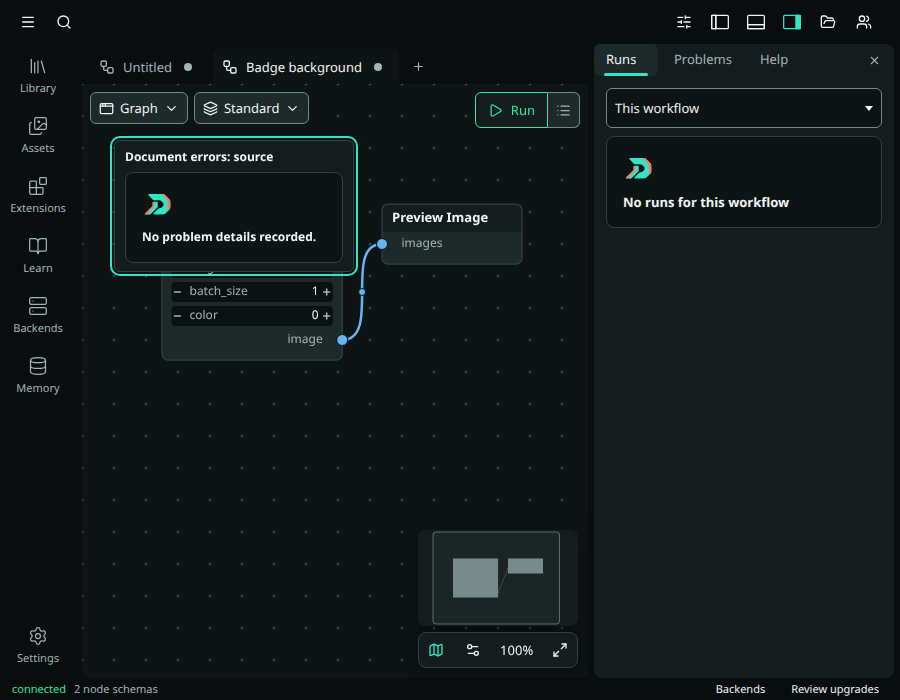 Untitled
Badge background
Runs
Problems
Help
Library
Assets
Extensions
Learn
Backends
Memory
Settings
Graph
Standard
Run
This workflow
No runs for this workflow
Document errors: source
No problem details recorded.
Preview Image
images
batch_size
1
color
0
image
100%
connected
2 node schemas
Backends
Review upgrades